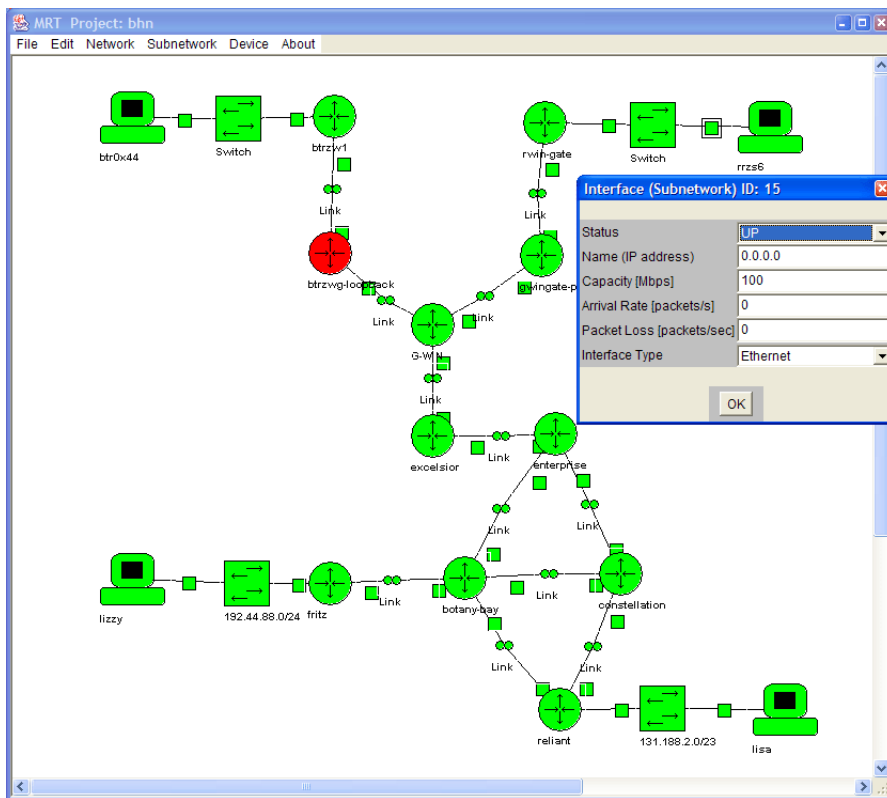 MRT Project: bhn
File Edit Network Subnetwork Device About
btr0x44
Switch
btrzw1
rwin-gate
Switch
rrzs6
Interface (Subnetwork) ID: 15
Status UP
Name (IP address) 0.0.0.0
Capacity [Mbps] 100
Arrival Rate [packets/s] 0
Packet Loss [packets/sec] 0
Interface Type Ethernet
OK
Link
Link
btrzwg-loopback
gwingate-p
Link
Link
G-WIN
Link
excelsior
Link
enterprise
Link
Link
lizzy
192.44.88.0/24
fritz
Link
botany-bay
Link
constellation
Link
Link
reliant
131.188.2.0/23
lisa